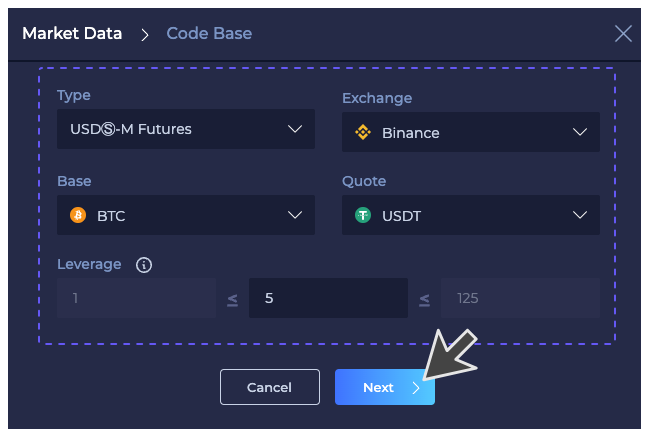 Market Data > Code Base
Type
Exchange
USDⓈ-M Futures
Binance
Base
Quote
BTC
USDT
Leverage
1 ≤ 5 ≤ 125
Cancel
Next